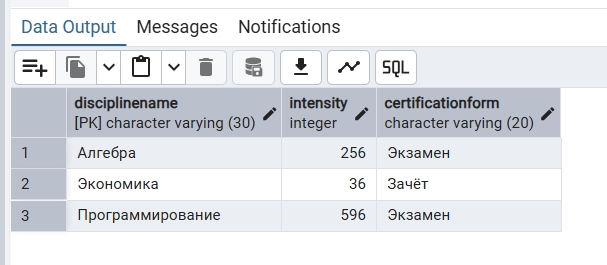 Data Output Messages Notifications
SQL
disciplinename intensity certificationform
[PK] character varying (30) integer character varying (20)
1 Алгебра 256 Экзамен
2 Экономика 36 Зачёт
3 Программирование 596 Экзамен